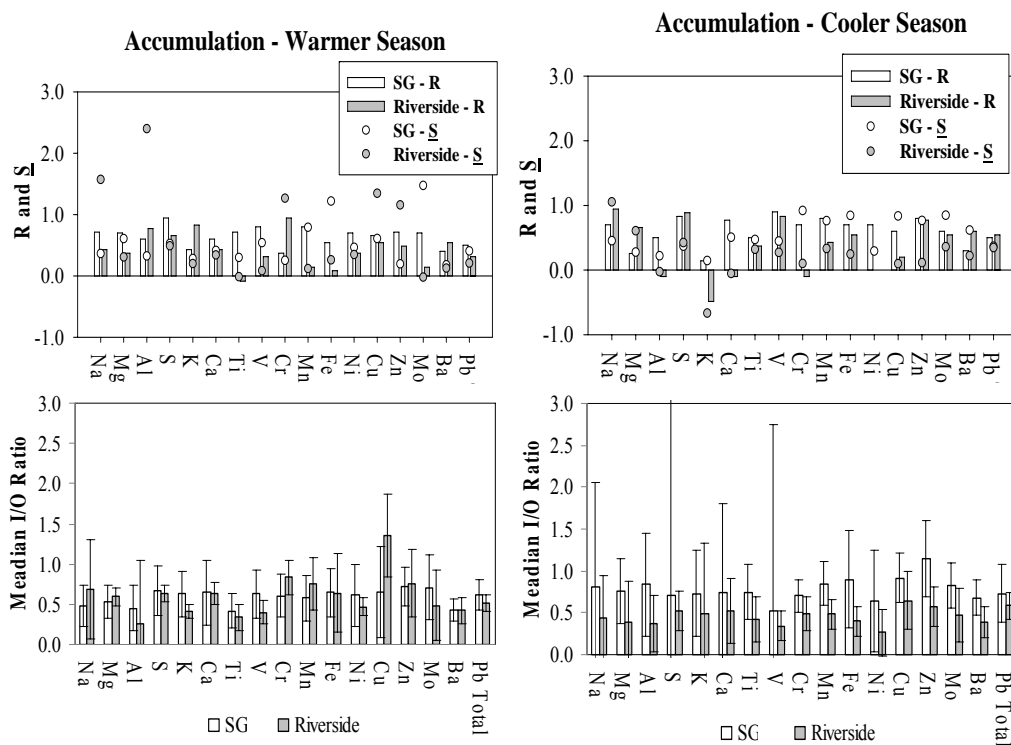 Accumulation - Warmer Season
SG - R
Riverside - R
SG - S
Riverside - S
3.0
2.0
1.0
0.0
-1.0
R and S
Na
Mg
Al
S
K
Ca
Ti
V
Cr
Mn
Fe
Ni
Cu
Zn
Mo
Ba
Pb
Accumulation - Cooler Season
SG - R
Riverside - R
SG - S
Riverside - S
3.0
2.0
1.0
0.0
-1.0
R and S
Na
Mg
Al
S
K
Ca
Ti
V
Cr
Mn
Fe
Ni
Cu
Zn
Mo
Ba
Pb
3.0
2.5
2.0
1.5
1.0
0.5
0.0
Meadian I/O Ratio
Na
Mg
Al
S
K
Ca
Ti
V
Cr
Mn
Fe
Ni
Cu
Zn
Mo
Ba
Pb Total
SG
Riverside
3.0
2.5
2.0
1.5
1.0
0.5
0.0
Meadian I/O Ratio
Na
Mg
Al
S
K
Ca
Ti
V
Cr
Mn
Fe
Ni
Cu
Zn
Mo
Ba
Pb Total
SG
Riverside